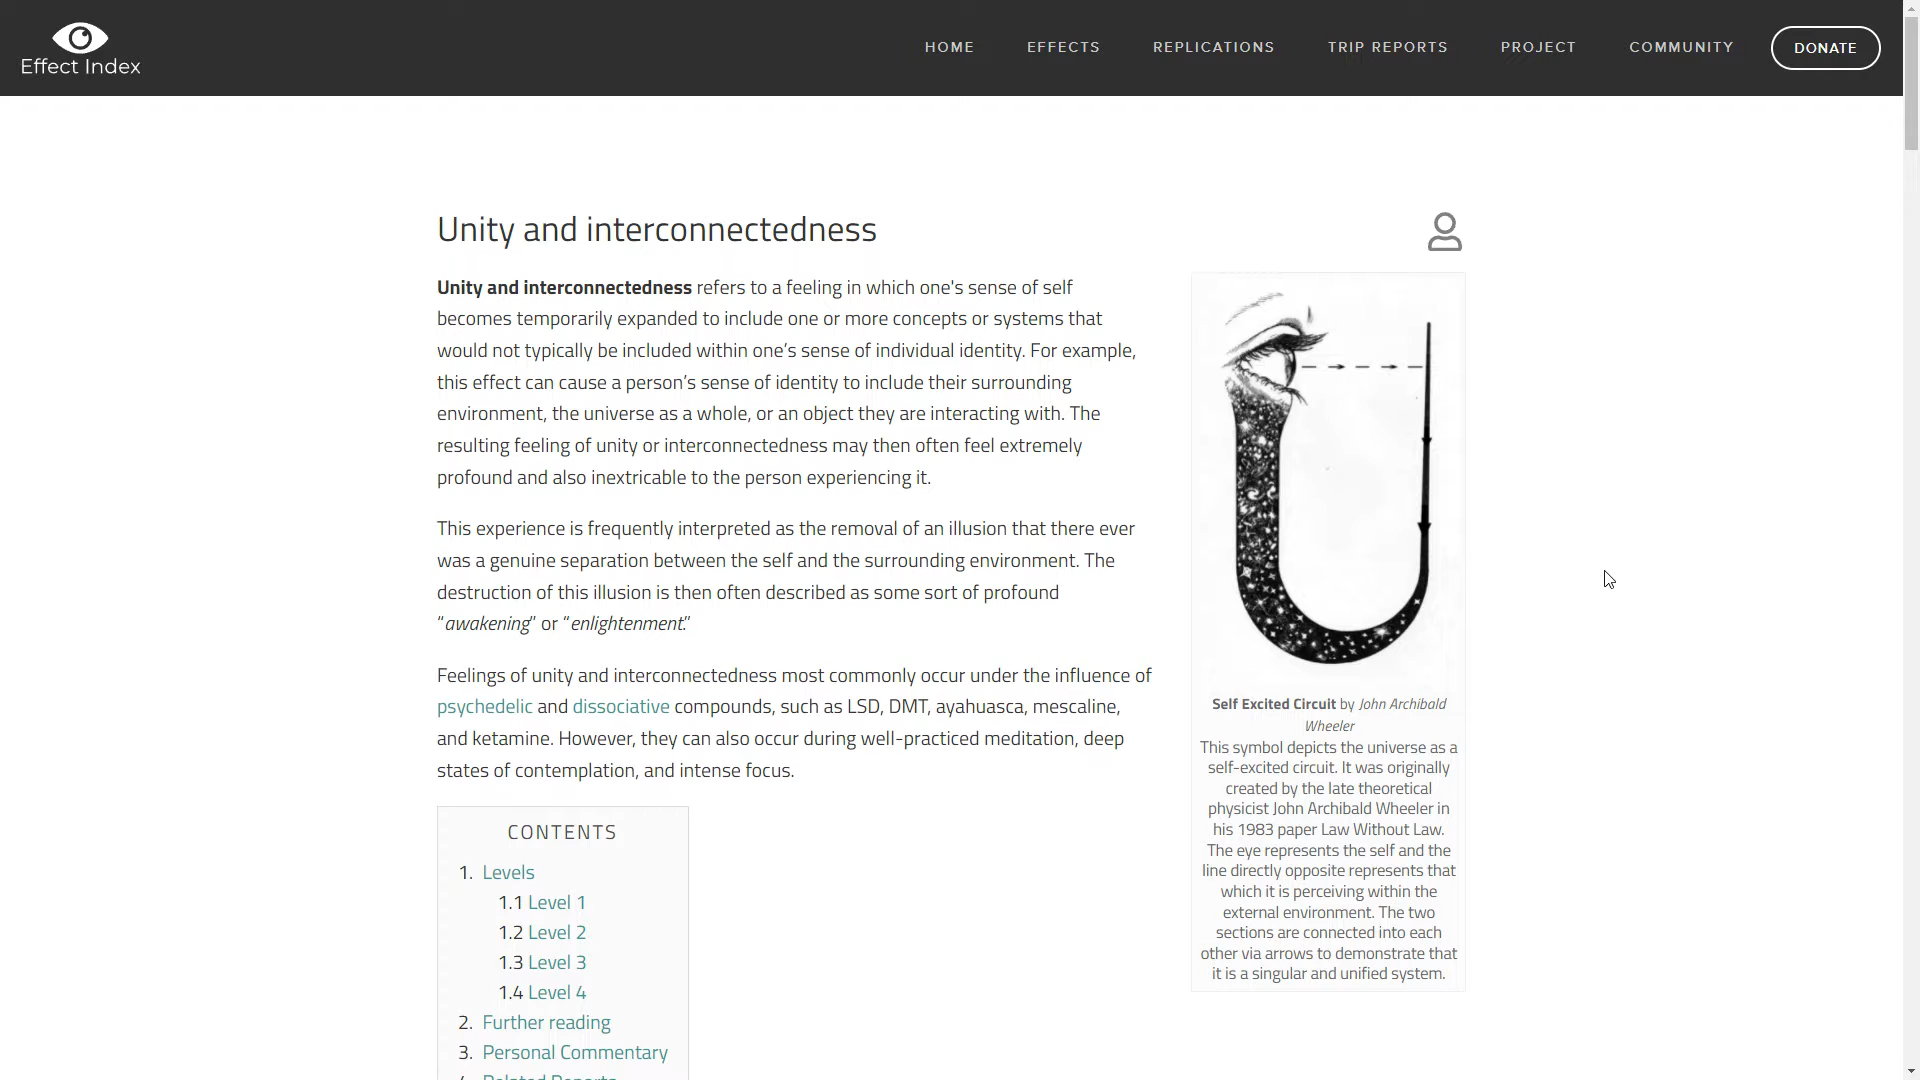 Effect Index
HOME
EFFECTS
REPLICATIONS
TRIP REPORTS
PROJECT
COMMUNITY
DONATE
Unity and interconnectedness
Unity and interconnectedness refers to a feeling in which one's sense of self
becomes temporarily expanded to include one or more concepts or systems that
would not typically be included within one’s sense of individual identity. For example,
this effect can cause a person’s sense of identity to include their surrounding
environment, the universe as a whole, or an object they are interacting with. The
resulting feeling of unity or interconnectedness may then often feel extremely
profound and also inextricable to the person experiencing it.
This experience is frequently interpreted as the removal of an illusion that there ever
was a genuine separation between the self and the surrounding environment. The
destruction of this illusion is then often described as some sort of profound
“awakening” or “enlightenment.”
Feelings of unity and interconnectedness most commonly occur under the influence of
psychedelic and dissociative compounds, such as LSD, DMT, ayahuasca, mescaline,
and ketamine. However, they can also occur during well-practiced meditation, deep
states of contemplation, and intense focus.
Self Excited Circuit by John Archibald
Wheeler
This symbol depicts the universe as a
self-excited circuit. It was originally
created by the late theoretical
physicist John Archibald Wheeler in
his 1983 paper Law Without Law.
The eye represents the self and the
line directly opposite represents that
which it is perceiving within the
external environment. The two
sections are connected into each
other via arrows to demonstrate that
it is a singular and unified system.
CONTENTS
1. Levels
1.1 Level 1
1.2 Level 2
1.3 Level 3
1.4 Level 4
2. Further reading
3. Personal Commentary
4. Related Reports